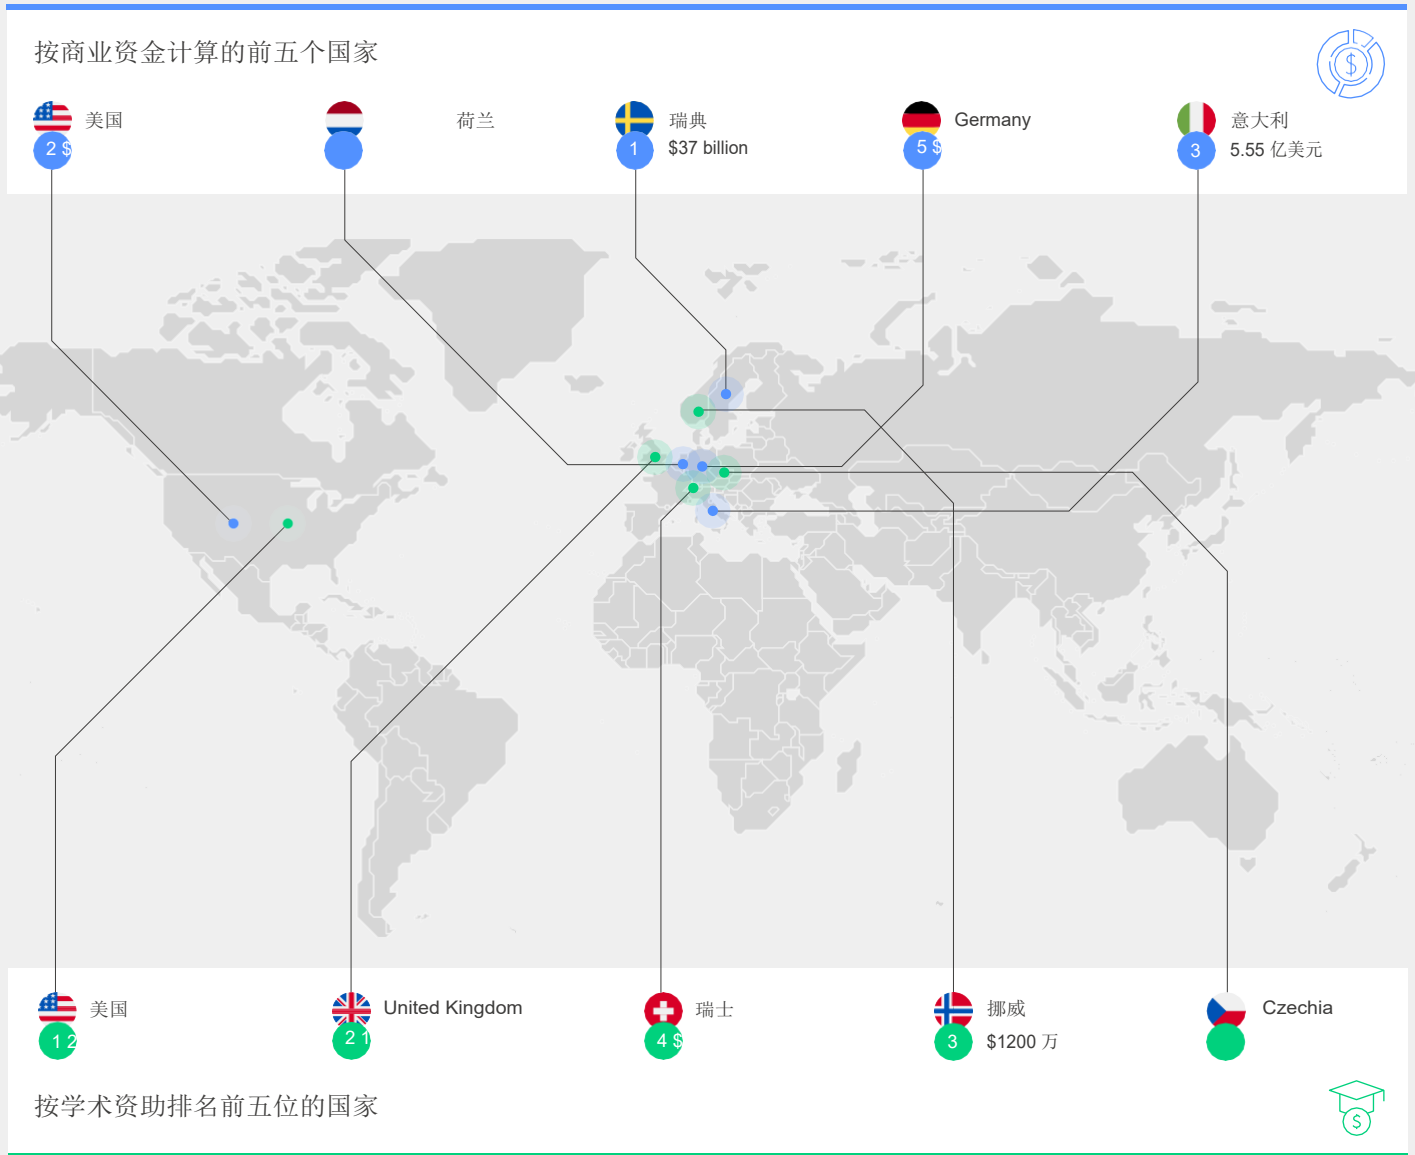 按商业资金计算的前五个国家
$
美国
荷兰
瑞典
Germany
意大利
2 $
1
$37 billion
5 $
3
5.55 亿美元
美国
United Kingdom
瑞士
挪威
Czechia
1 2
2 1
4 $
3
$1200 万
按学术资助排名前五位的国家
$